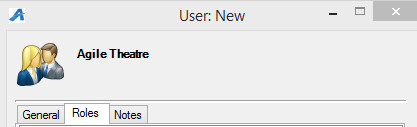 User: New
Agile Theatre
General Roles Notes